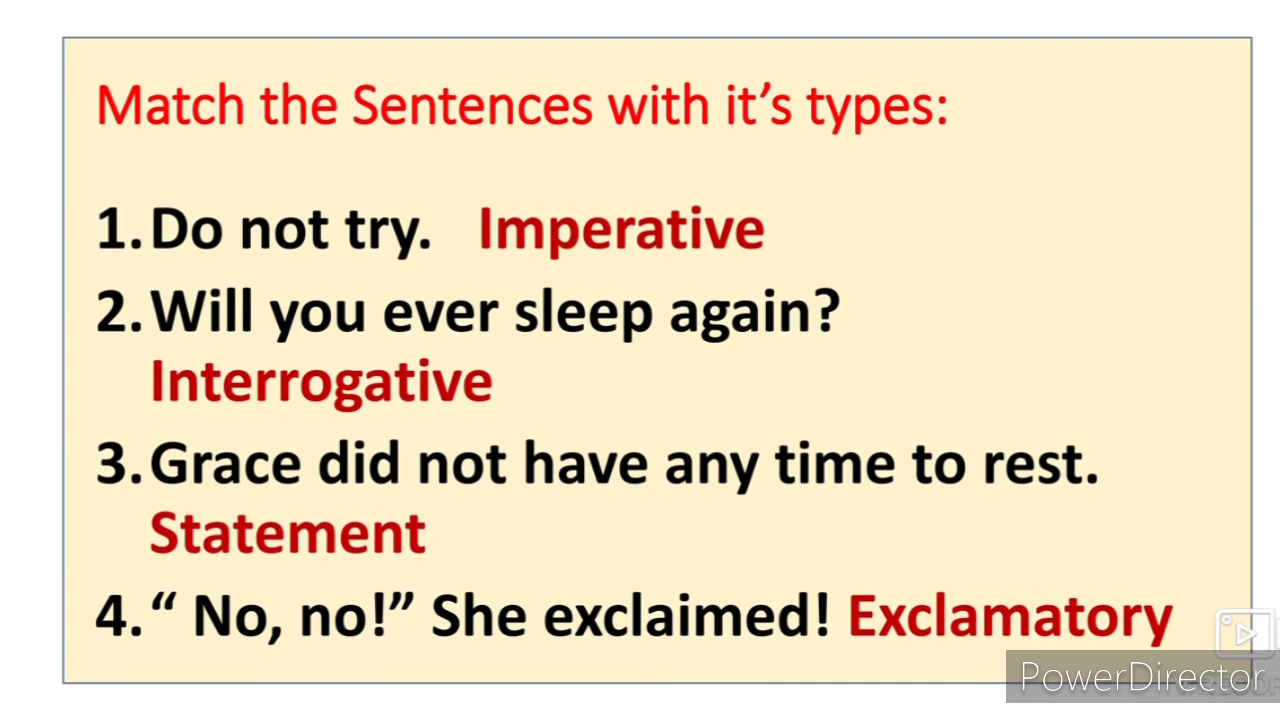 Match the Sentences with it’s types:
1. Do not try. Imperative
2. Will you ever sleep again?
Interrogative
3. Grace did not have any time to rest.
Statement
4. “ No, no!” She exclaimed! Exclamatory
PowerDirector